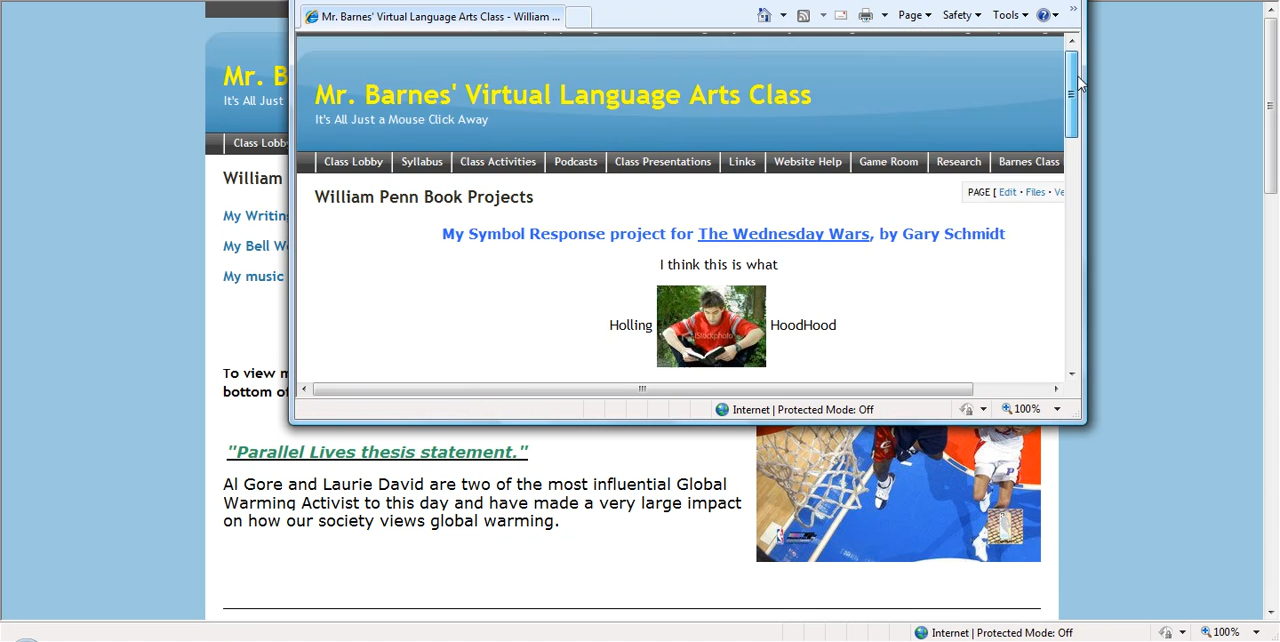 Mr. Barnes' Virtual Language Arts Class - William ...
Page
Safety
Tools
Mr. Barnes' Virtual Language Arts Class
It's All Just a Mouse Click Away
Class Lobby
Syllabus
Class Activities
Podcasts
Class Presentations
Links
Website Help
Game Room
Research
Barnes Class
William Penn Book Projects
PAGE [ Edit • Files • Ve
My Symbol Response project for The Wednesday Wars, by Gary Schmidt
I think this is what
Holling
HoodHood
Internet | Protected Mode: Off
100%
Mr. B
It's All Just
Class Lobb
William
My Writin
My Bell W
My music
To view m
bottom of
"Parallel Lives thesis statement."
Al Gore and Laurie David are two of the most influential Global
Warming Activist to this day and have made a very large impact
on how our society views global warming.
Internet | Protected Mode: Off
100%